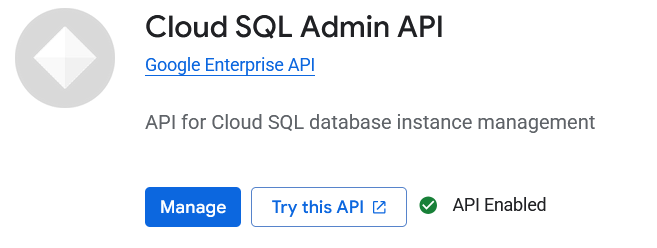 Cloud SQL Admin API
Google Enterprise API
API for Cloud SQL database instance management
Manage
Try this API
API Enabled